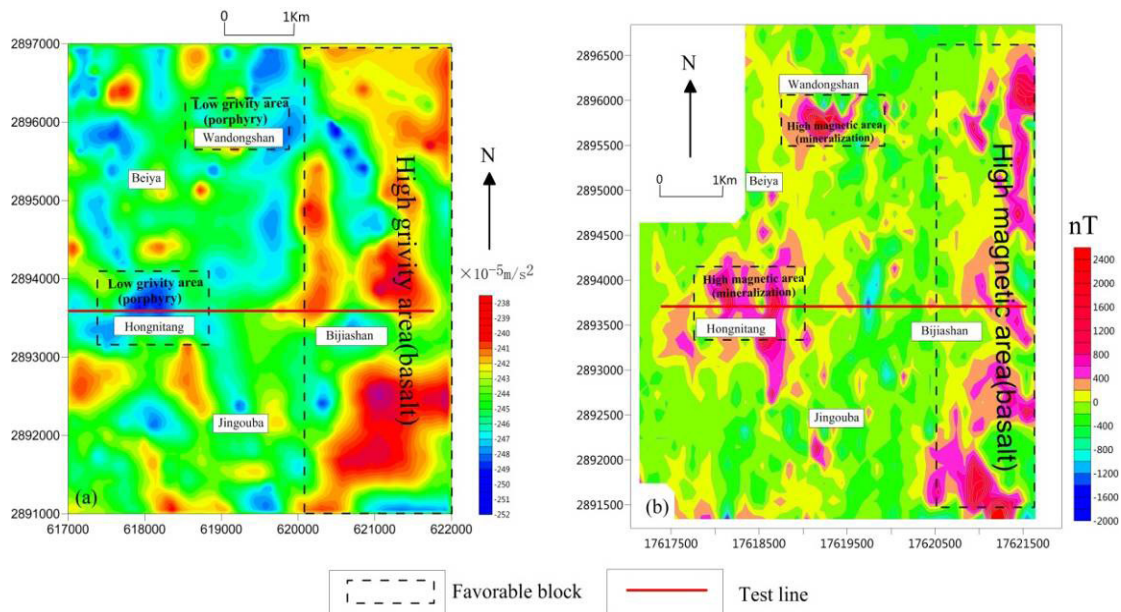 0 1Km
2897000
2896000
2895000
2894000
2893000
2892000
2891000
617000 618000 619000 620000 621000 622000
Low grivity area
(porphyry)
Wandongshan
Beiya
Low grivity area
(porphyry)
Hongnitang
Bijiashan
Jingouba
High grivity area(basalt)
(a)
N
×10⁻⁵m/s²
-238
-239
-240
-241
-242
-243
-244
-245
-246
-247
-248
-249
-250
-251
-252
2896500
2896000
2895500
2895000
2894500
2894000
2893500
2893000
2892500
2892000
2891500
17617500 17618500 17619500 17620500 17621500
N
0 1Km
Wandongshan
High magnetic area
(mineralization)
Beiya
High magnetic area
(mineralization)
Hongnitang
Bijiashan
Jingouba
High magnetic area(basalt)
(b)
nT
2400
2000
1600
1200
800
400
0
-400
-800
-1200
-1600
-2000
Favorable block
Test line